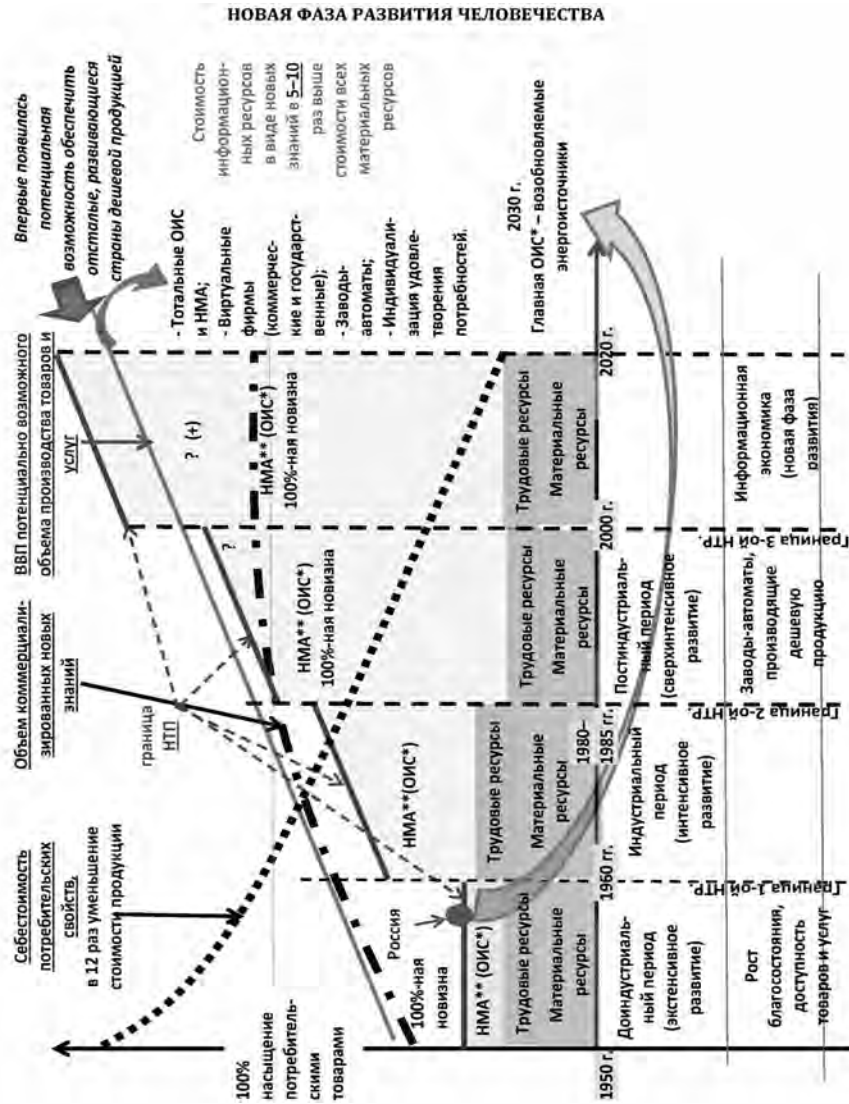 НОВАЯ ФАЗА РАЗВИТИЯ ЧЕЛОВЕЧЕСТВА
Себестоимость
потребительских
свойств,
в 12 раз уменьшение
стоимости продукции
Объем коммерциали-
зированных новых
знаний
ВВП потенциально возможного
объема производства товаров и
услуг
Впервые появилась
потенциальная
возможность обеспечить
отсталые, развивающиеся
страны дешевой продукцией
Стоимость
информацион-
ных ресурсов
в виде новых
знаний в 5–10
раз выше
стоимости всех
материальных
ресурсов
граница
НТП
- Тотальные ОИС
и НМА;
- Виртуальные
фирмы
(коммерчес-
кие и государст-
венные);
- Заводы-
автоматы;
- Индивидуали-
зация удовле-
творения
потребностей.
100%
насыщение
потребитель-
скими
товарами
Россия
100%-ная
новизна
НМА** (ОИС*)
Трудовые ресурсы
Материальные
ресурсы
НМА**(ОИС*)
Трудовые ресурсы
Материальные
ресурсы
?
НМА** (ОИС*)
100%-ная новизна
Трудовые ресурсы
Материальные
ресурсы
? (+)
НМА** (ОИС*)
100%-ная новизна
Трудовые ресурсы
Материальные
ресурсы
2030 г.
Главная ОИС* – возобновляемые
энергоисточники
1950 г.
1960 гг.
1980–
1985 гг.
2000 гг.
2020 гг.
Доиндустриаль-
ный период
(экстенсивное
развитие)
Индустриальный
период
(интенсивное
развитие)
Постиндустриаль-
ный период
(сверхинтенсивное
развитие)
Информационная
экономика
(новая фаза
развития)
Граница 1-ой НТР.
Граница 2-ой НТР.
Граница 3-ой НТР.
Рост
благосостояния,
доступность
товаров и услуг
Заводы-автоматы,
производящие
дешевую
продукцию